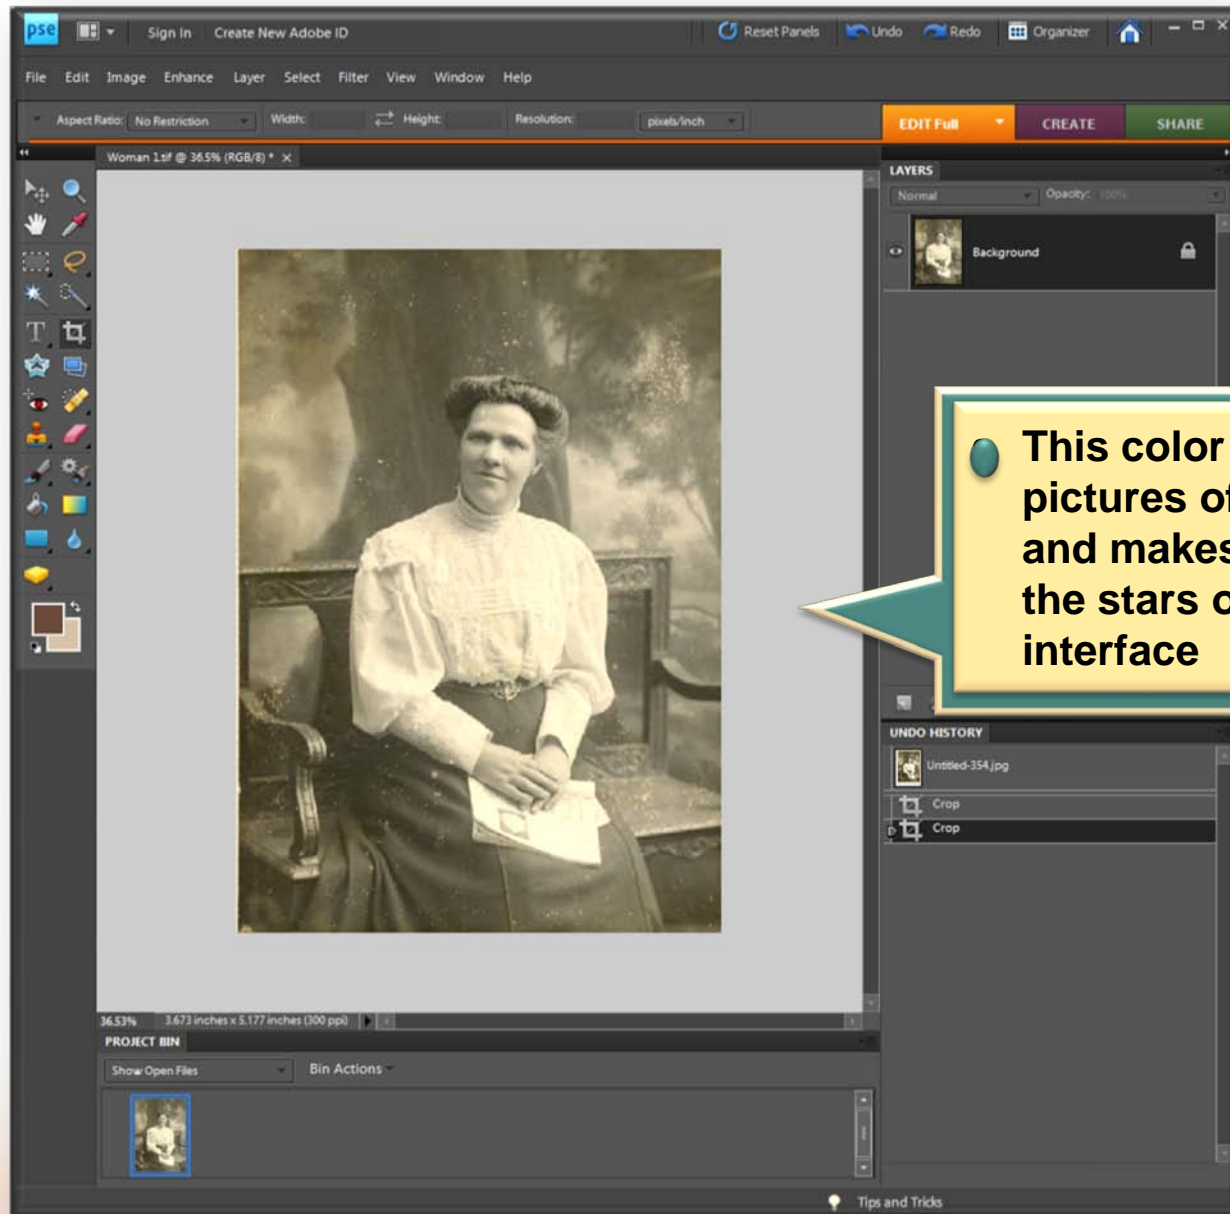 pse Sign In Create New Adobe ID Reset Panels Undo Redo Organizer
File Edit Image Enhance Layer Select Filter View Window Help
Aspect Ratio: No Restriction Width: Height: Resolution: pixels/inch
EDIT Full CREATE SHARE
Woman 1.tif @ 36.5% (RGB/8) * ×
LAYERS
Normal Opacity: 100%
Background
T
This color
pictures of
and makes
the stars o
interface
UNDO HISTORY
Untitled-354.jpg
Crop
Crop
36.53% 3.673 inches x 5.177 inches (300 ppi)
PROJECT BIN
Show Open Files Bin Actions
Tips and Tricks